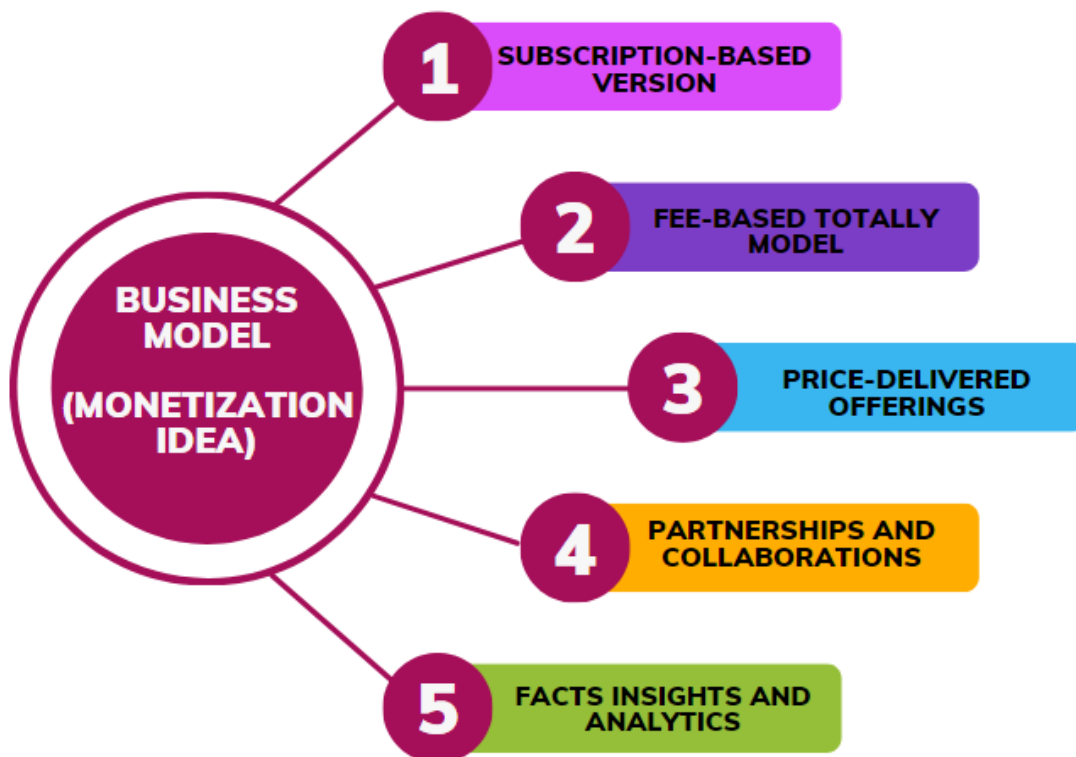 1
SUBSCRIPTION-BASED
VERSION
2
FEE-BASED TOTALLY
MODEL
BUSINESS
MODEL
(MONETIZATION
IDEA)
3
PRICE-DELIVERED
OFFERINGS
4
PARTNERSHIPS AND
COLLABORATIONS
5
FACTS INSIGHTS AND
ANALYTICS